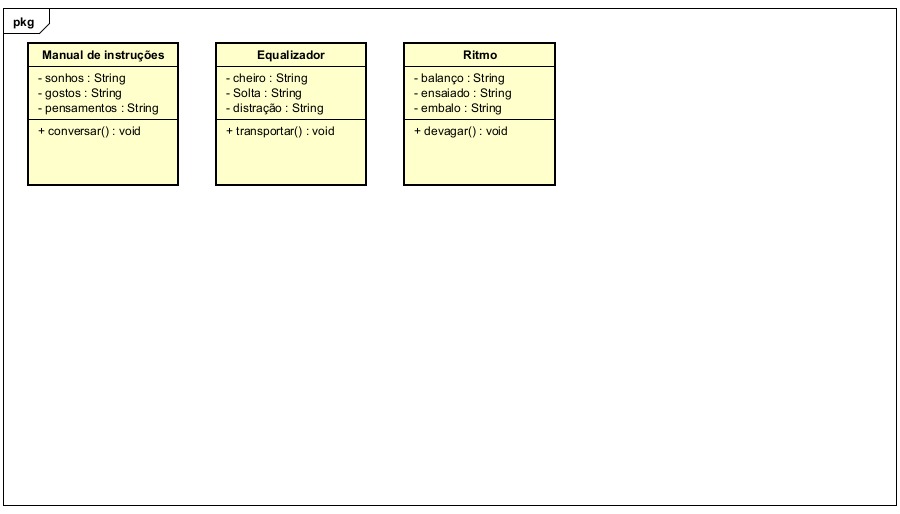 pkg
Manual de instruções
- sonhos : String
- gostos : String
- pensamentos : String
+ conversar() : void
Equalizador
- cheiro : String
- Solta : String
- distração : String
+ transportar() : void
Ritmo
- balanço : String
- ensaiado : String
- embalo : String
+ devagar() : void